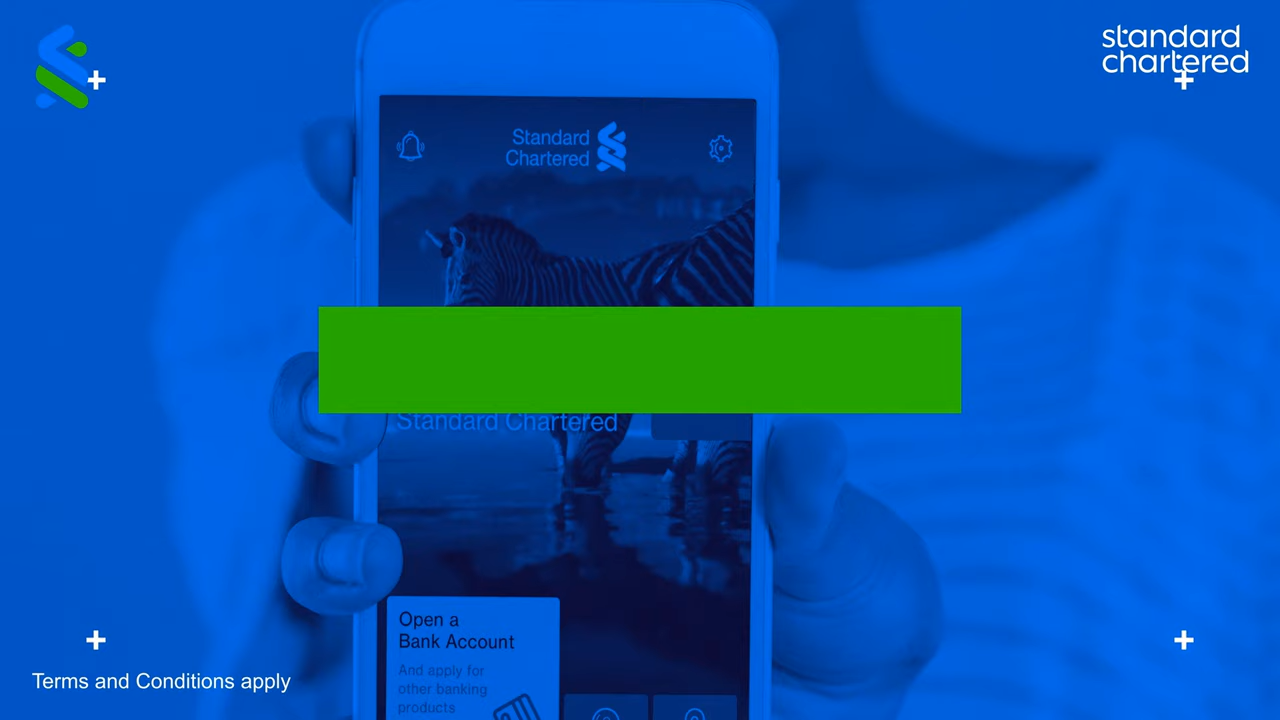 standard
chartered
Standard
Chartered
Standard Chartered
Open a
Bank Account
And apply for
other banking
products
Terms and Conditions apply